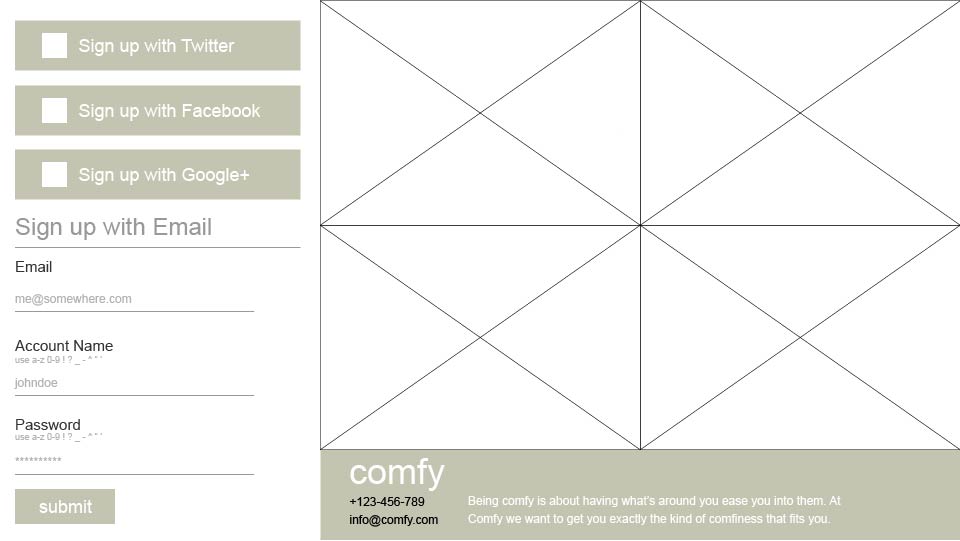 Sign up with Twitter
Sign up with Facebook
Sign up with Google+
Sign up with Email
Email
me@somewhere.com
Account Name
use a-z 0-9 ! ? _ - ^ " '
johndoe
Password
use a-z 0-9 ! ? _ - ^ " '
**********
submit
comfy
+123-456-789
info@comfy.com
Being comfy is about having what's around you ease you into them. At
Comfy we want to get you exactly the kind of comfiness that fits you.